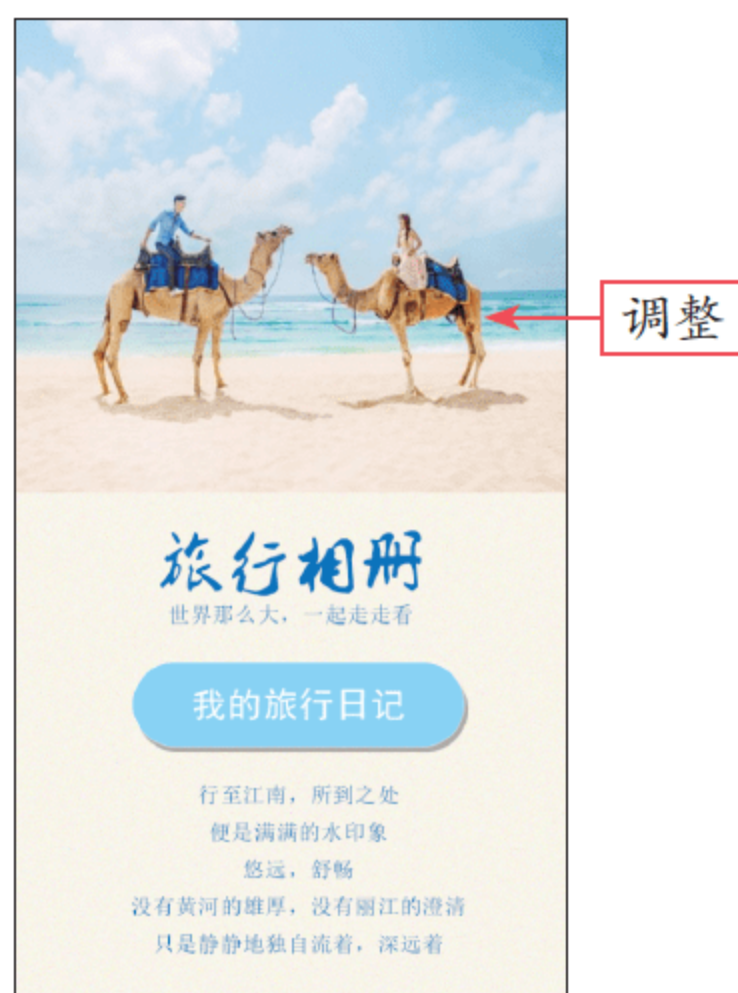 调整
旅行相册
世界那么大，一起走走看
我的旅行日记
行至江南，所到之处
便是满满的水印象
悠远，舒畅
没有黄河的雄厚，没有丽江的澄清
只是静静地独自流着，深远着